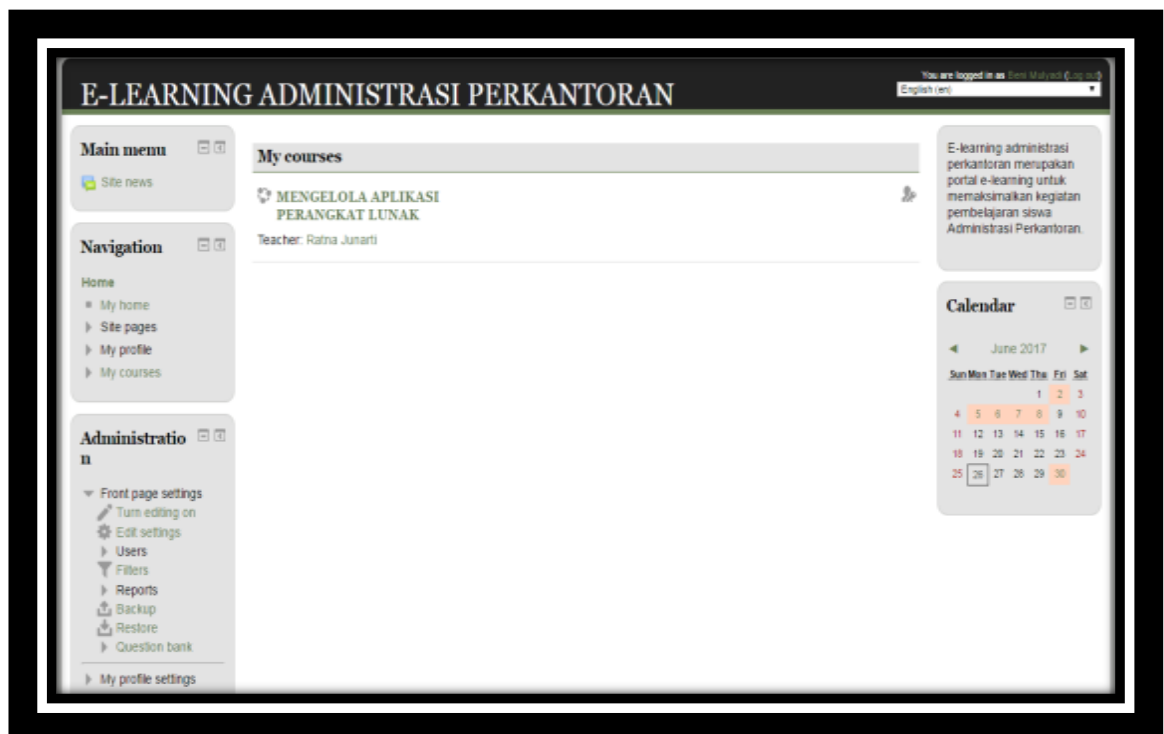 You are logged in as Beni Mulyadi (Log out)
E-LEARNING ADMINISTRASI PERKANTORAN
English (en)
Main menu
Site news
Navigation
Home
My home
Site pages
My profile
My courses
Administratio
n
Front page settings
Turn editing on
Edit settings
Users
Filters
Reports
Backup
Restore
Question bank
My profile settings
My courses
MENGELOLA APLIKASI
PERANGKAT LUNAK
Teacher: Ratna Junarti
E-learning administrasi
perkantoran merupakan
portal e-learning untuk
memaksimalkan kegiatan
pembelajaran siswa
Administrasi Perkantoran.
Calendar
June 2017
Sun Mon Tue Wed Thu Fri Sat
1 2 3
4 5 6 7 8 9 10
11 12 13 14 15 16 17
18 19 20 21 22 23 24
25 26 27 28 29 30